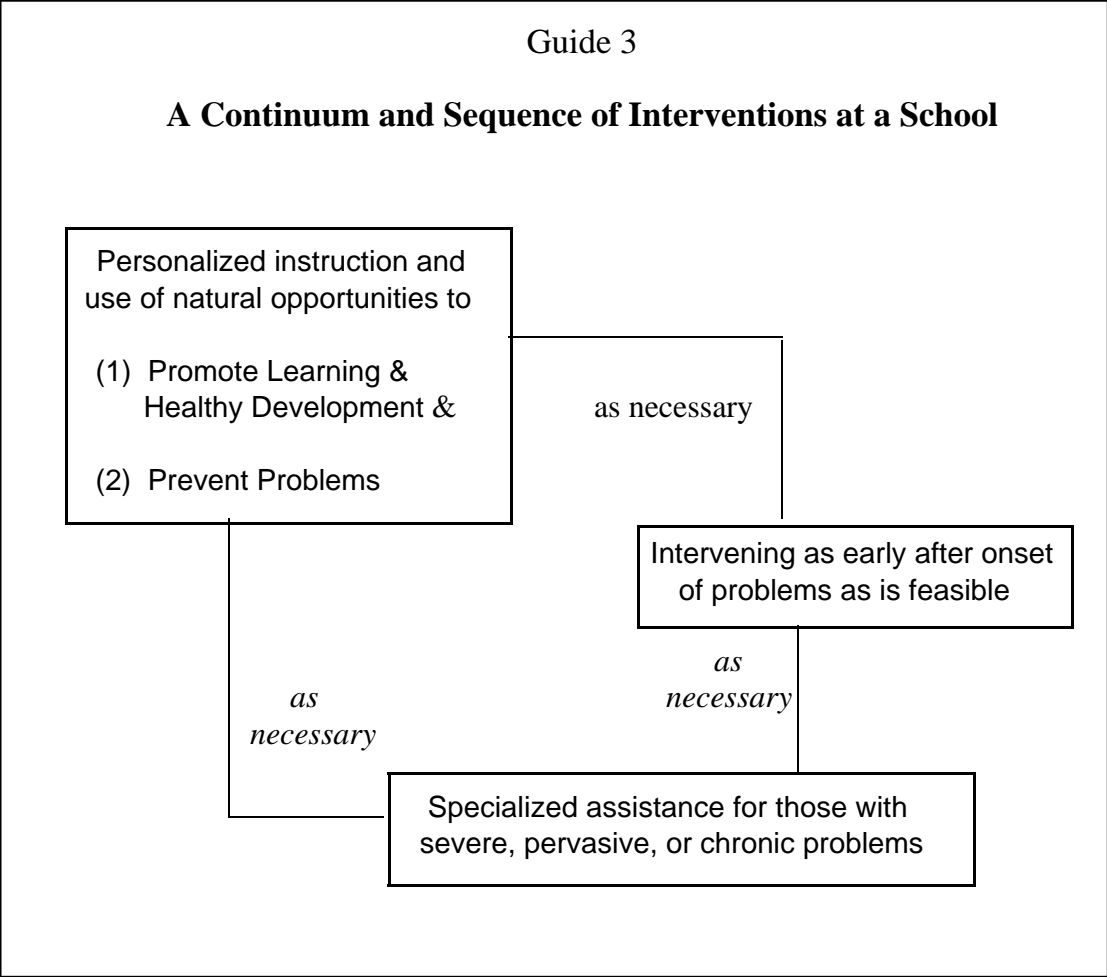 Guide 3
A Continuum and Sequence of Interventions at a School
Personalized instruction and
use of natural opportunities to
(1) Promote Learning &
Healthy Development &
(2) Prevent Problems
as necessary
Intervening as early after onset
of problems as is feasible
as
necessary
as
necessary
Specialized assistance for those with
severe, pervasive, or chronic problems